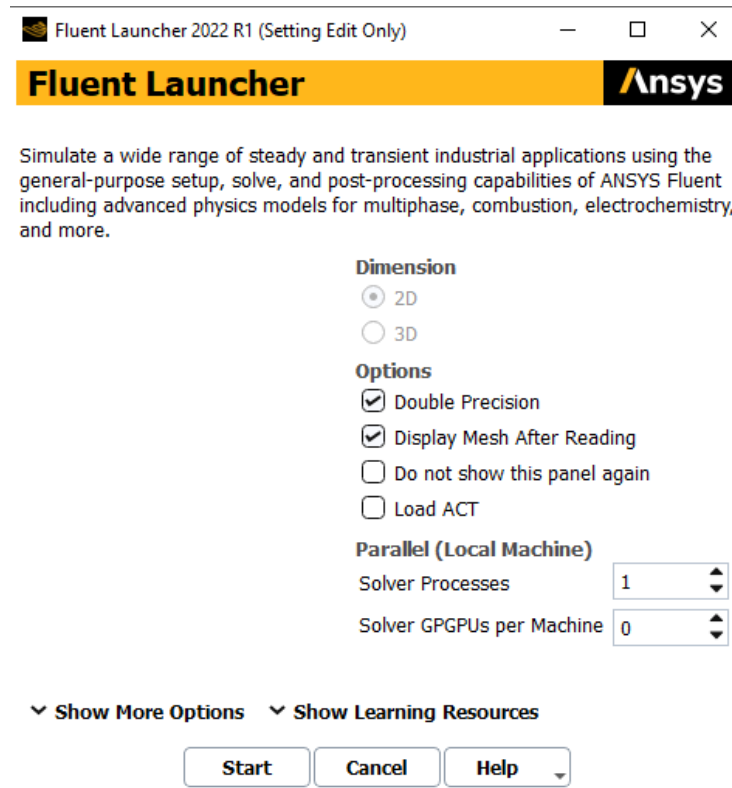 Fluent Launcher 2022 R1 (Setting Edit Only)
Fluent Launcher
Ansys
Simulate a wide range of steady and transient industrial applications using the
general-purpose setup, solve, and post-processing capabilities of ANSYS Fluent
including advanced physics models for multiphase, combustion, electrochemistry,
and more.
Dimension
2D
3D
Options
Double Precision
Display Mesh After Reading
Do not show this panel again
Load ACT
Parallel (Local Machine)
Solver Processes 1
Solver GPGPUs per Machine 0
Show More Options Show Learning Resources
Start Cancel Help